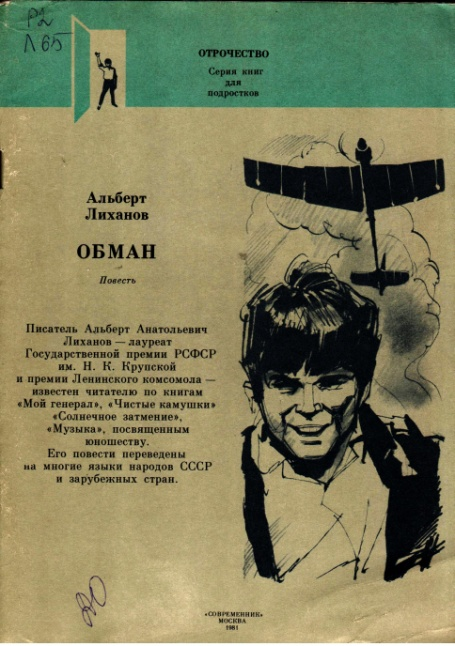 Р2
Л65
ОТРОЧЕСТВО
Серия книг
для
подростков
Альберт
Лиханов
ОБМАН
Повесть
Писатель Альберт Анатольевич
Лиханов — лауреат
Государственной премии РСФСР
им. Н. К. Крупской
и премии Ленинского комсомола —
известен читателю по книгам
«Мой генерал», «Чистые камушки»
«Солнечное затмение»,
«Музыка», посвященным
юношеству.
Его повести переведены
на многие языки народов СССР
и зарубежных стран.
«СОВРЕМЕННИК»
МОСКВА
1981